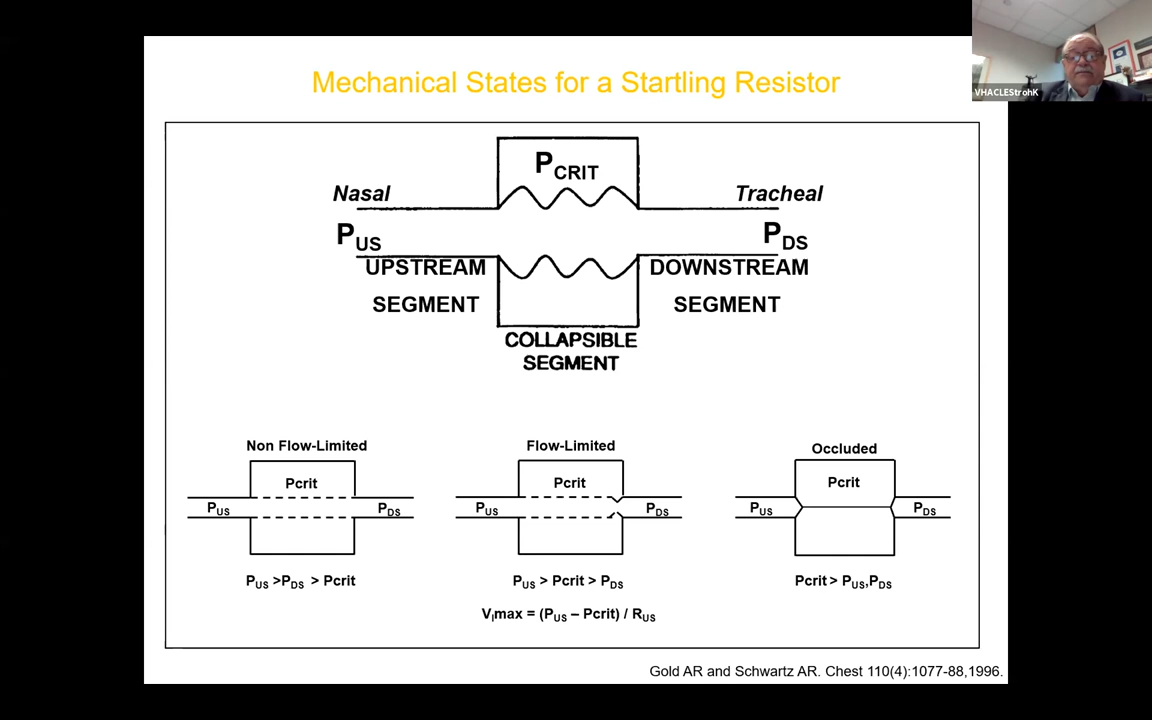 VHACLEStrohK
Mechanical States for a Startling Resistor
PCRIT
Nasal
Tracheal
PUS
PDS
UPSTREAM
SEGMENT
DOWNSTREAM
SEGMENT
COLLAPSIBLE
SEGMENT
Non Flow-Limited
Pcrit
PUS
PDS
PUS >PDS > Pcrit
Flow-Limited
Pcrit
PUS
PDS
PUS > Pcrit > PDS
VImax = (PUS – Pcrit) / RUS
Occluded
Pcrit
PUS
PDS
Pcrit > PUS,PDS
Gold AR and Schwartz AR. Chest 110(4):1077-88,1996.